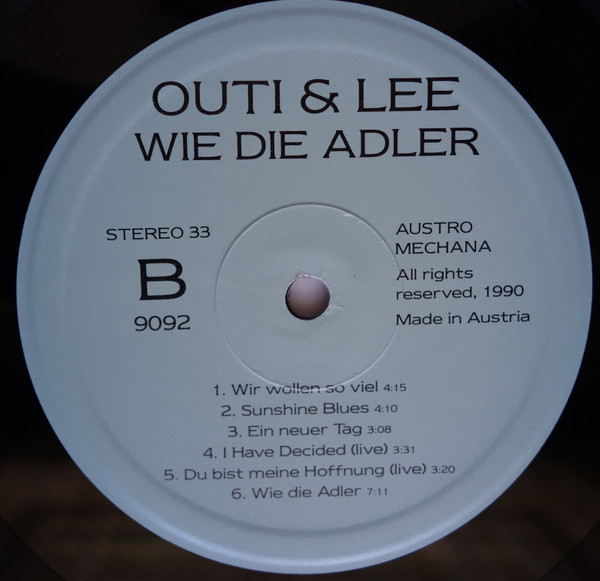 OUTI & LEE
WIE DIE ADLER
STEREO 33
B
9092
AUSTRO
MECHANA
All rights
reserved, 1990
Made in Austria
1. Wir wollen so viel 4:15
2. Sunshine Blues 4:10
3. Ein neuer Tag 3:08
4. I Have Decided (live) 3:31
5. Du bist meine Hoffnung (live) 3:20
6. Wie die Adler 7:11